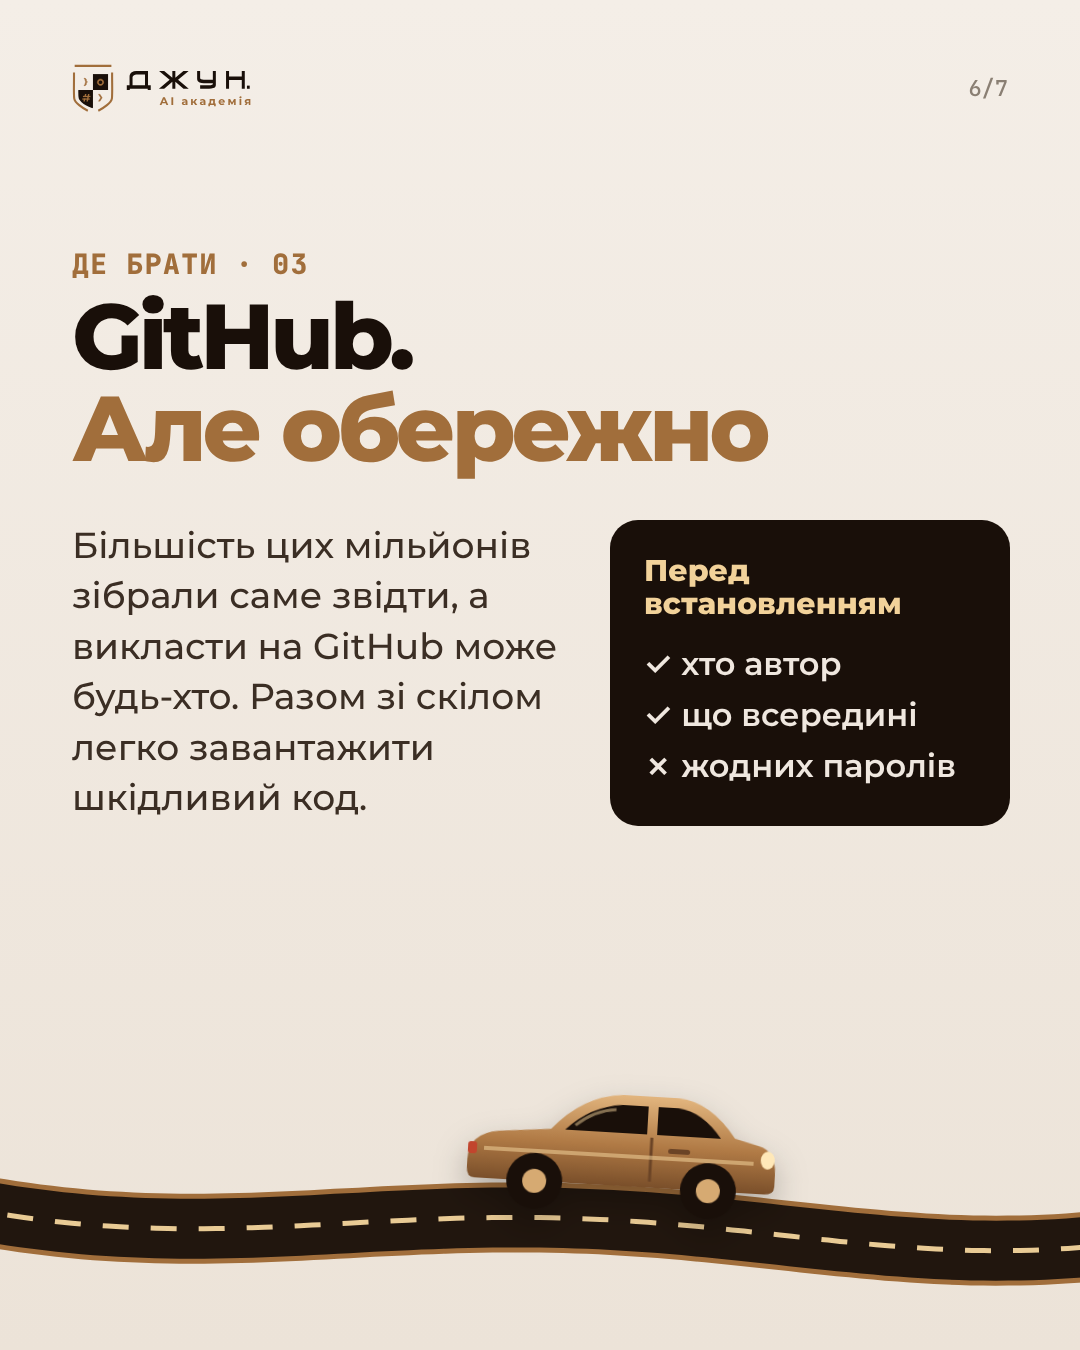 ДЖУН.
AI академія
6/7
ДЕ БРАТИ · 03
GitHub.
Але обережно
Більшість цих мільйонів
зібрали саме звідти, а
викласти на GitHub може
будь-хто. Разом зі скілом
легко завантажити
шкідливий код.
Перед
встановленням
✓ хто автор
✓ що всередині
✕ жодних паролів